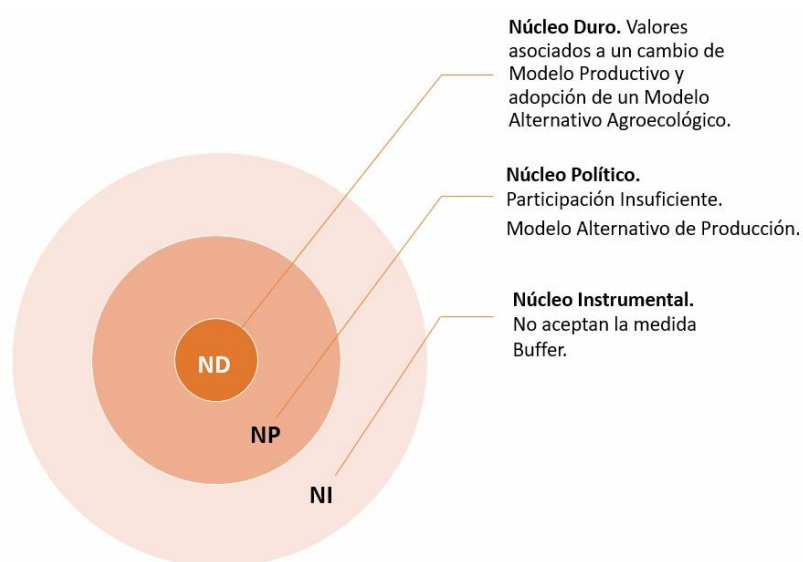 Núcleo Duro. Valores
asociados a un cambio de
Modelo Productivo y
adopción de un Modelo
Alternativo Agroecológico.
Núcleo Político.
Participación Insuficiente.
Modelo Alternativo de Producción.
Núcleo Instrumental.
No aceptan la medida
Buffer.
ND
NP
NI